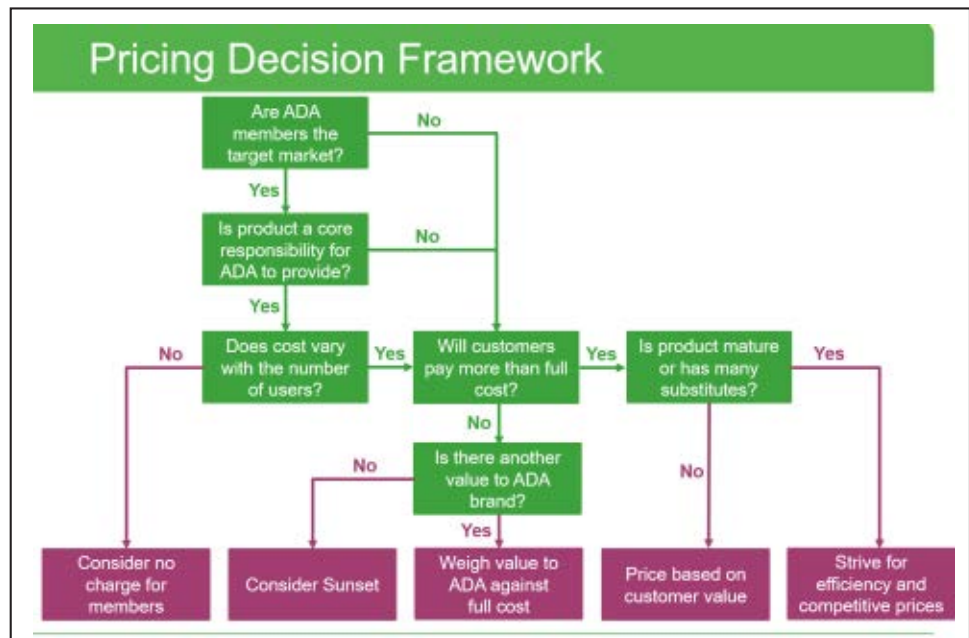 Pricing Decision Framework
Are ADA
members the
target market?
No
Yes
Is product a core
responsibility for
ADA to provide?
No
Yes
No
Does cost vary
with the number
of users?
Yes
Will customers
pay more than full
cost?
Yes
Is product mature
or has many
substitutes?
Yes
No
No
Is there another
value to ADA
brand?
No
Yes
Consider no
charge for
members
Consider Sunset
Weigh value to
ADA against
full cost
Price based on
customer value
Strive for
efficiency and
competitive prices